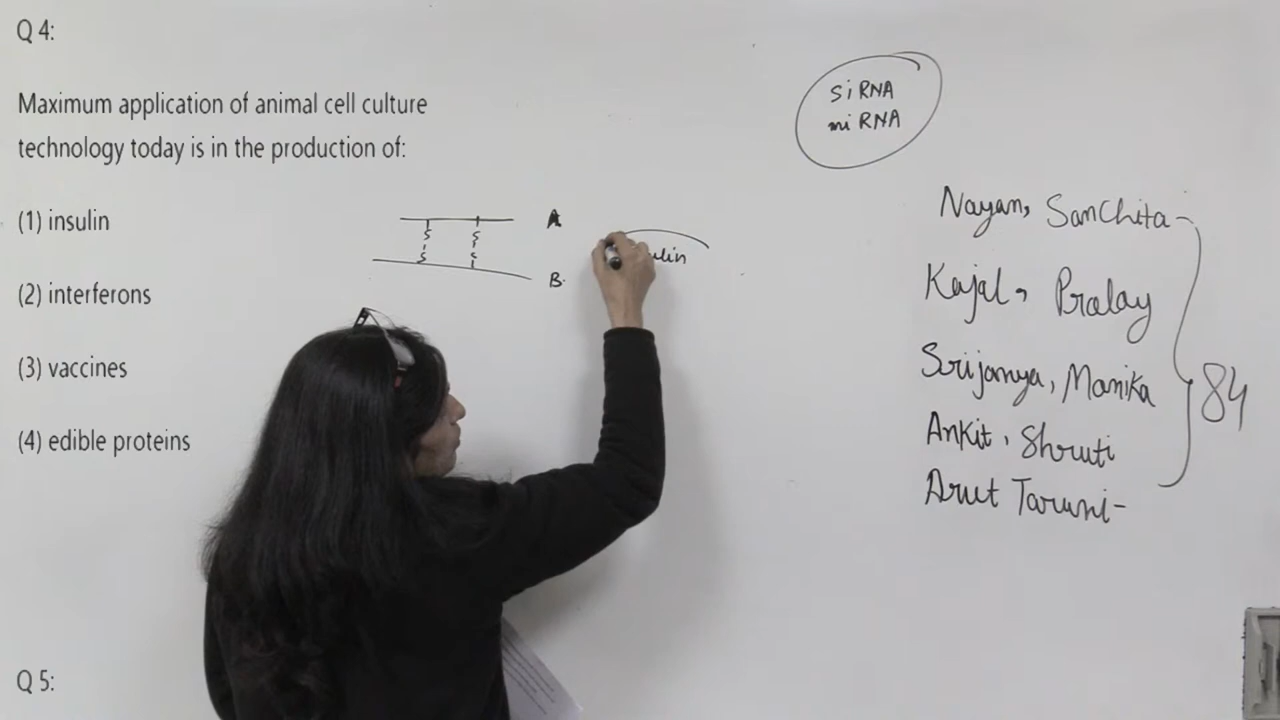 Q 4:
Maximum application of animal cell culture
technology today is in the production of:
(1) insulin
(2) interferons
(3) vaccines
(4) edible proteins
Q 5:
A
B.
siRNA
miRNA
Nayan, Sanchita-
Kajal, Pralay
Srijanya, Manika
Ankit, Shruti
Arut Taruni-
84